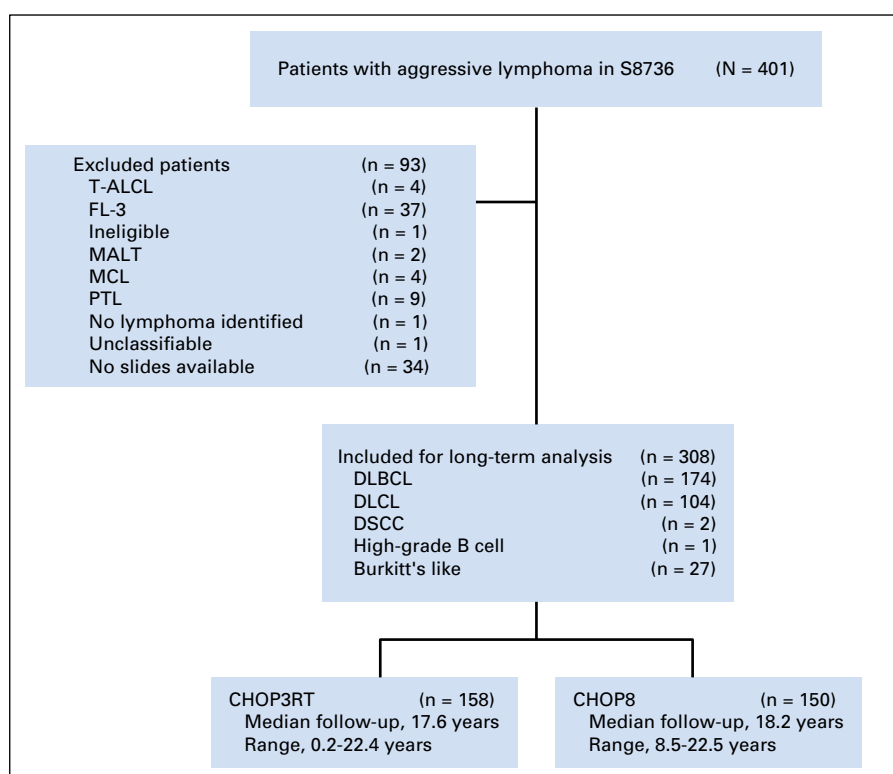 Patients with aggressive lymphoma in S8736 (N = 401)
Excluded patients (n = 93)
T-ALCL (n = 4)
FL-3 (n = 37)
Ineligible (n = 1)
MALT (n = 2)
MCL (n = 4)
PTL (n = 9)
No lymphoma identified (n = 1)
Unclassifiable (n = 1)
No slides available (n = 34)
Included for long-term analysis (n = 308)
DLBCL (n = 174)
DLCL (n = 104)
DSCC (n = 2)
High-grade B cell (n = 1)
Burkitt's like (n = 27)
CHOP3RT (n = 158)
Median follow-up, 17.6 years
Range, 0.2-22.4 years
CHOP8 (n = 150)
Median follow-up, 18.2 years
Range, 8.5-22.5 years